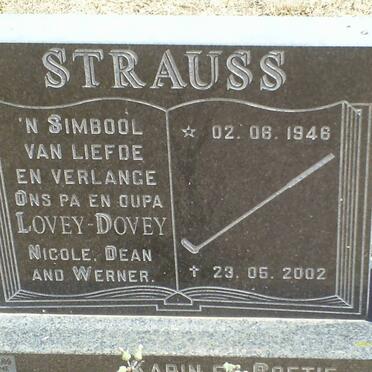 STRAUSS
'N SIMBOOL
VAN LIEFDE
EN VERLANGE
ONS PA EN OUPA
LOVEY-DOVEY
NICOLE, DEAN
AND WERNER.
☆ 02.06.1946
✝ 23.05.2002